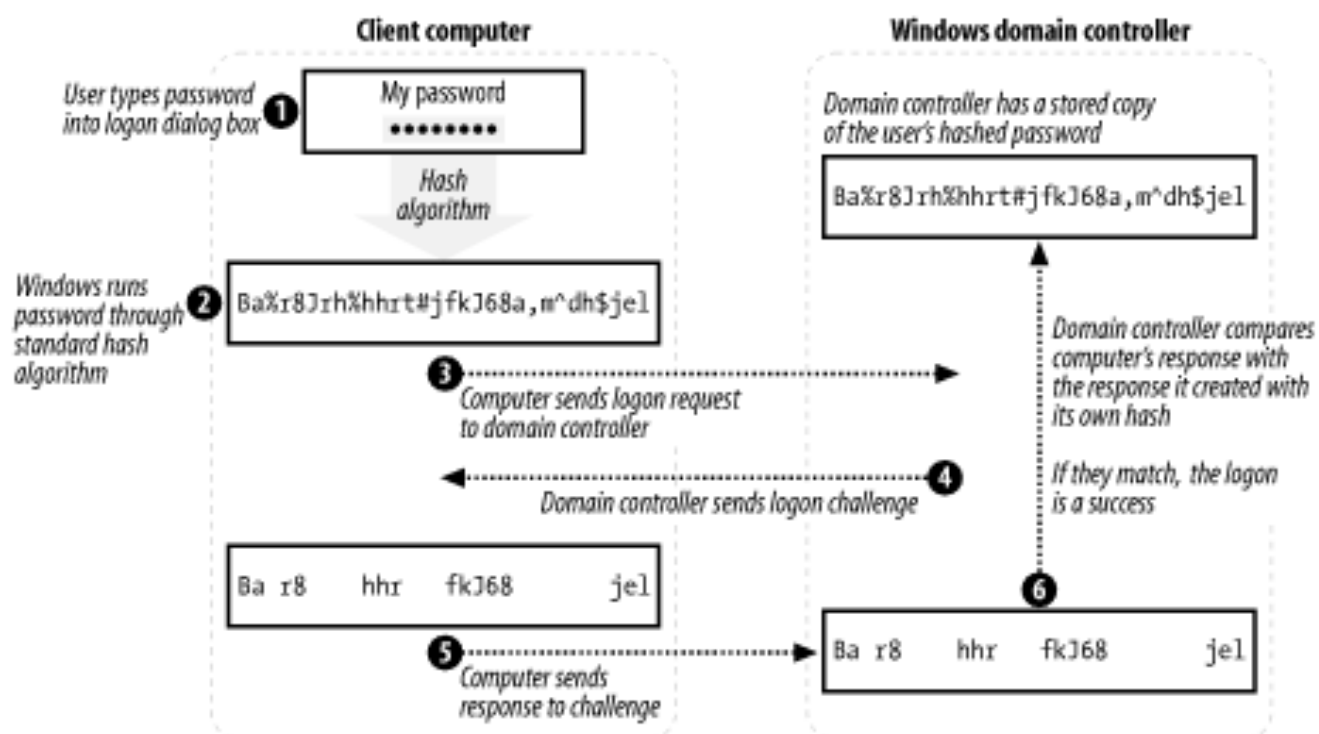 Client computer
Windows domain controller
User types password
into logon dialog box
1
My password
••••••••
Hash
algorithm
Domain controller has a stored copy
of the user's hashed password
Ba%r8Jrh%hhrt#jfkJ68a,m^dh$jel
Windows runs
password through
standard hash
algorithm
2
Ba%r8Jrh%hhrt#jfkJ68a,m^dh$jel
3
Computer sends logon request
to domain controller
4
Domain controller sends logon challenge
Domain controller compares
computer's response with
the response it created with
its own hash
If they match, the logon
is a success
Ba r8    hhr   fkJ68       jel
5
Computer sends
response to challenge
6
Ba r8    hhr   fkJ68       jel